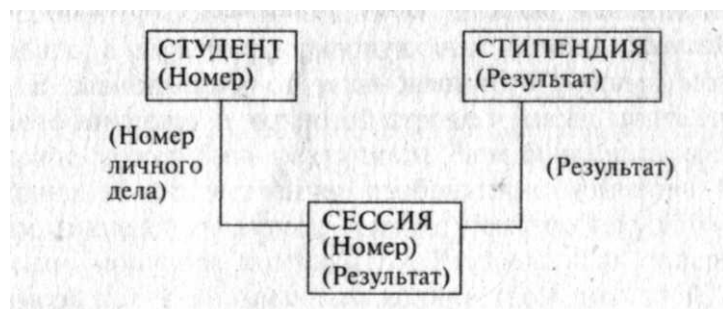 СТУДЕНТ
(Номер)
СТИПЕНДИЯ
(Результат)
(Номер
личного
дела)
(Результат)
СЕССИЯ
(Номер)
(Результат)